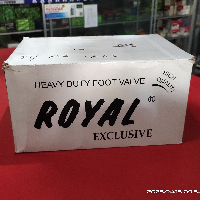 HEAVY DUTY FOOT VALVE
HIGH
QUALITY
ROYAL ®
EXCLUSIVE